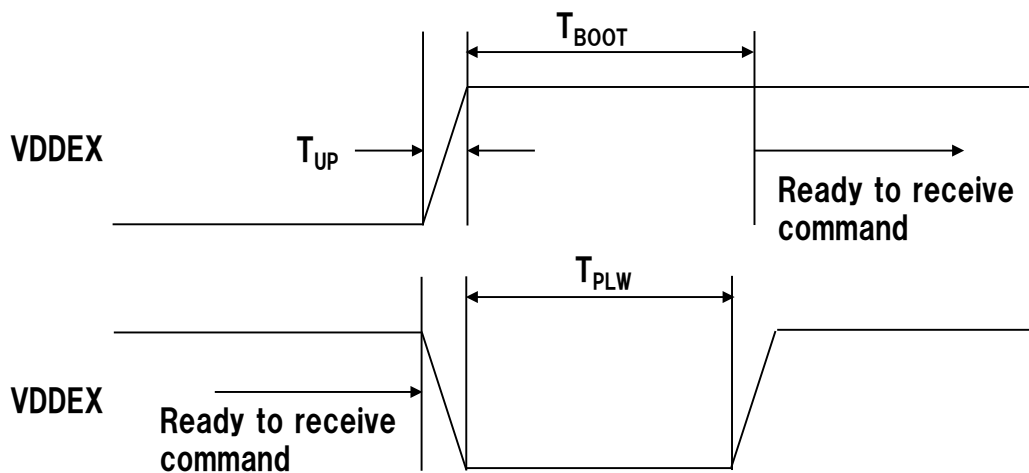 T_BOOT
VDDEX
T_UP
Ready to receive
command
T_PLW
VDDEX
Ready to receive
command